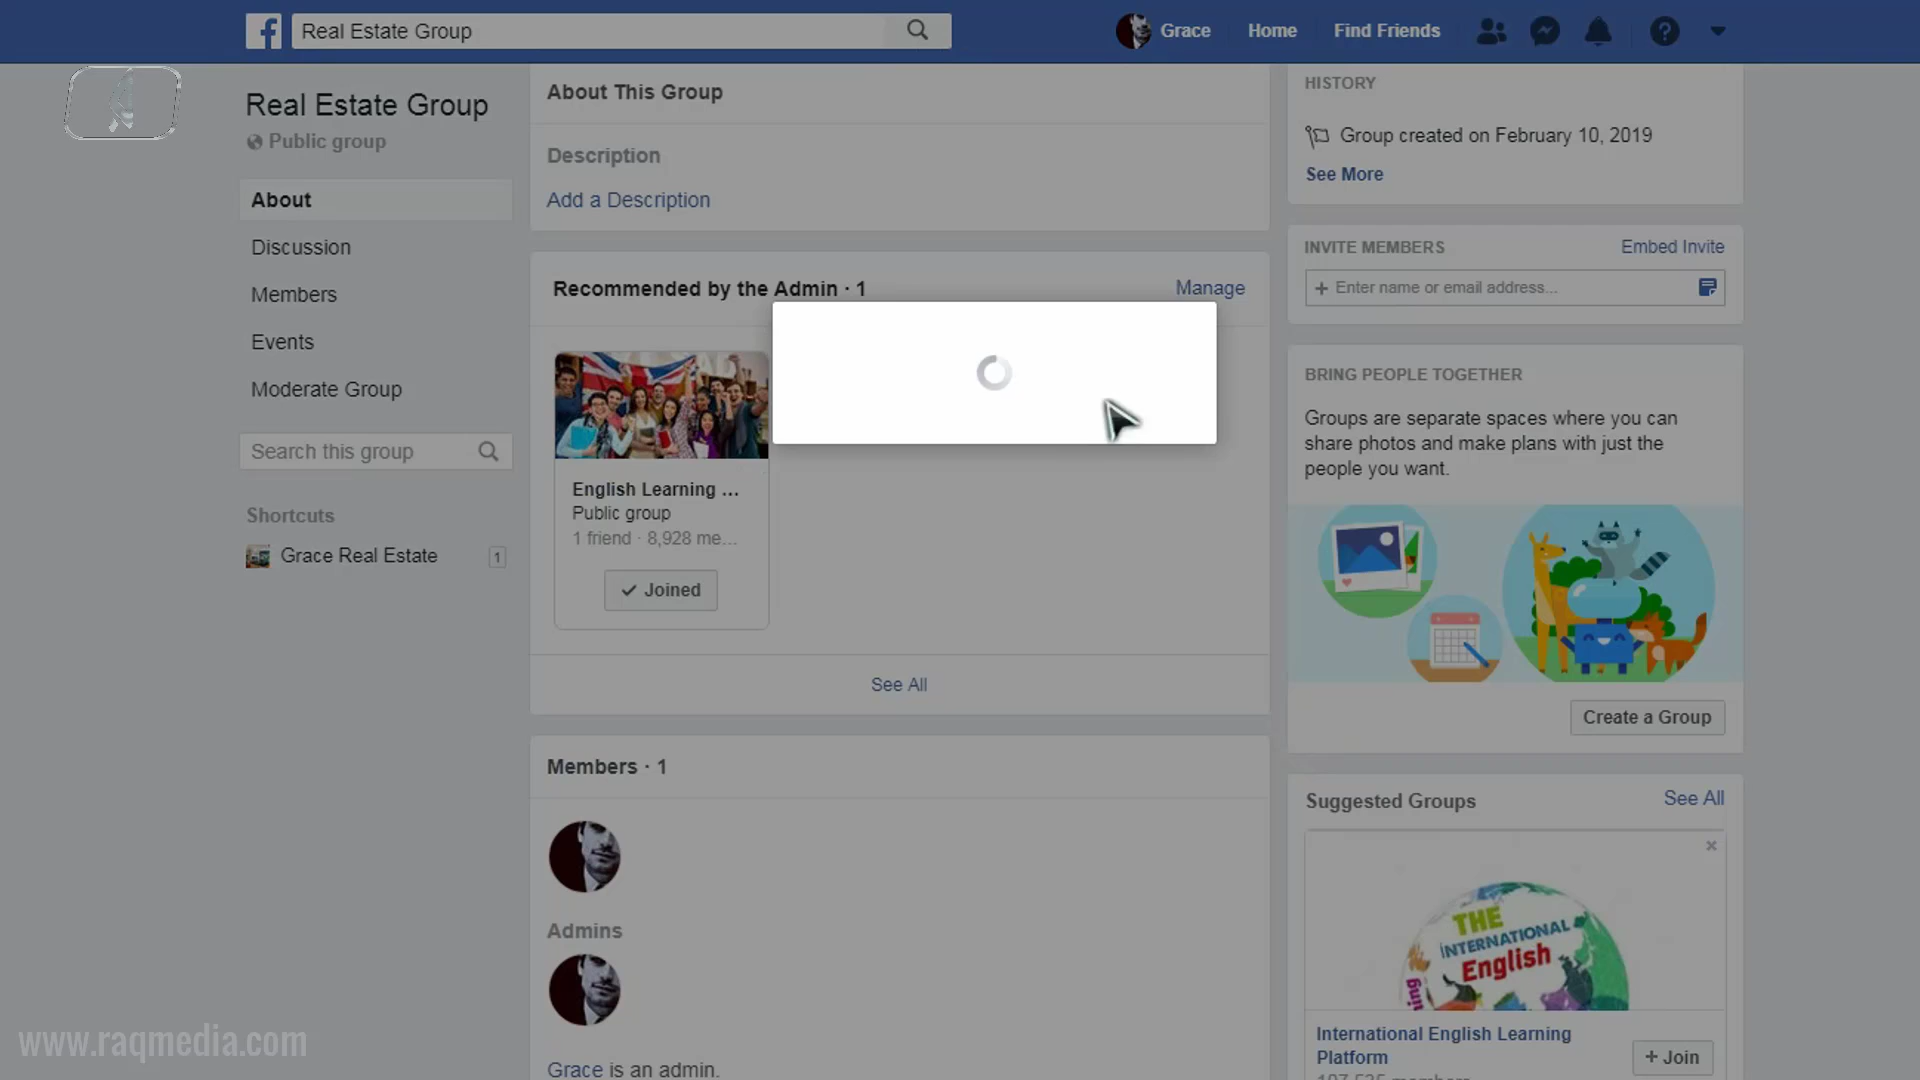 Real Estate Group
Grace
Home
Find Friends
Real Estate Group
Public group
About
Discussion
Members
Events
Moderate Group
Search this group
Shortcuts
Grace Real Estate
1
About This Group
Description
Add a Description
Recommended by the Admin · 1
Manage
English Learning ...
Public group
1 friend · 8,928 me...
Joined
See All
Members · 1
Admins
Grace is an admin.
HISTORY
Group created on February 10, 2019
See More
INVITE MEMBERS
Embed Invite
+ Enter name or email address...
BRING PEOPLE TOGETHER
Groups are separate spaces where you can
share photos and make plans with just the
people you want.
Create a Group
Suggested Groups
See All
THE
INTERNATIONAL
English
International English Learning
Platform
+ Join
www.raqmedia.com